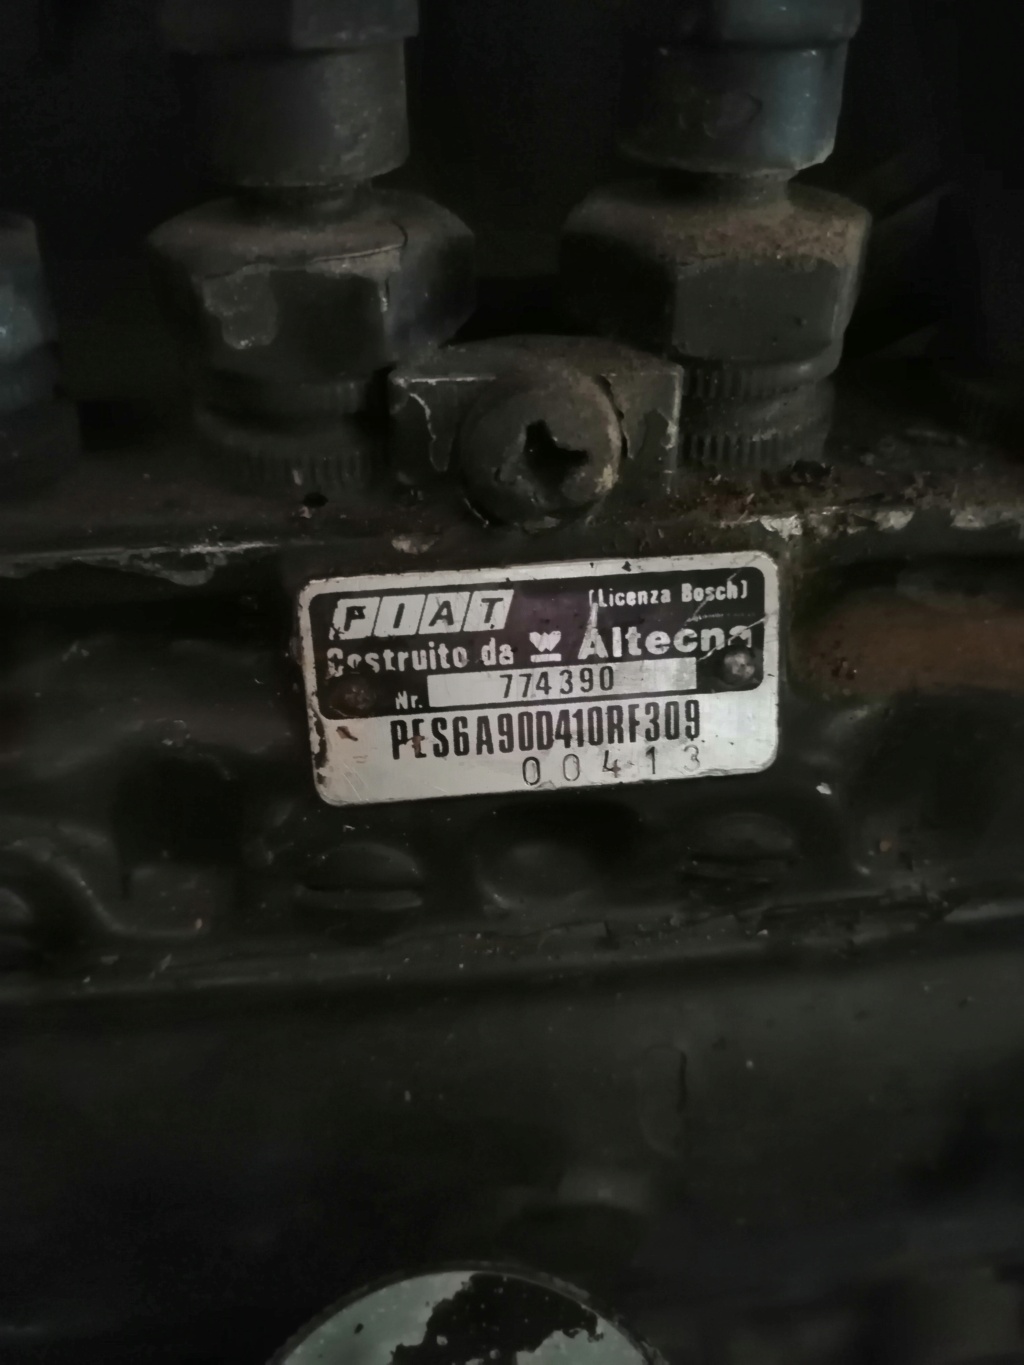 FIAT (Licenza Bosch)
Costruito da Altecna
Nr. 774390
PES6A90D410RF309
00413